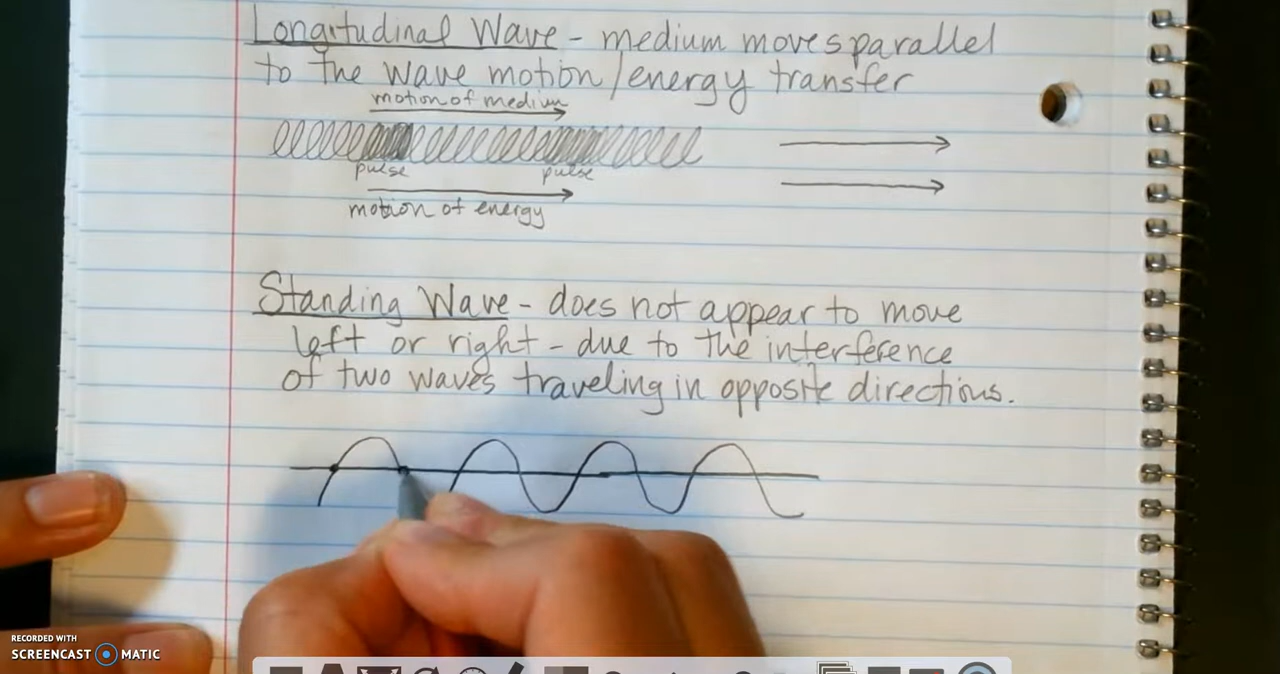 Longitudinal Wave - medium moves parallel
to the wave motion/energy transfer
motion of medium
pulse pulse
motion of energy
Standing Wave - does not appear to move
left or right - due to the interference
of two waves traveling in opposite directions.
RECORDED WITH
SCREENCAST MATIC